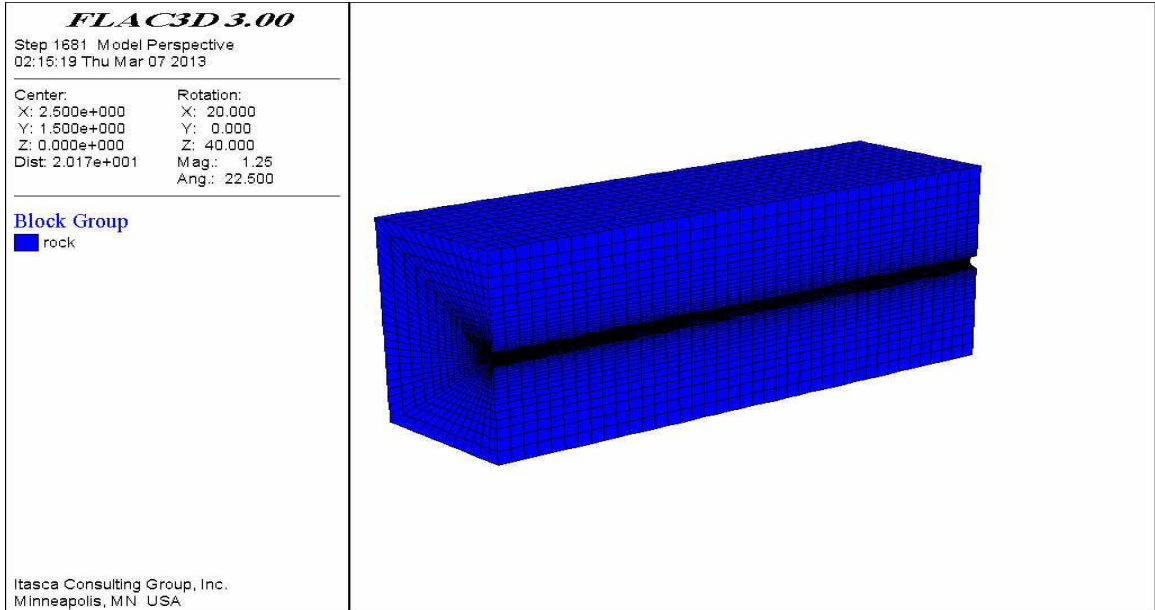 FLAC3D 3.00
Step 1681 Model Perspective
02:15:19 Thu Mar 07 2013
Center:
X: 2.500e+000
Y: 1.500e+000
Z: 0.000e+000
Dist: 2.017e+001
Rotation:
X: 20.000
Y: 0.000
Z: 40.000
Mag.: 1.25
Ang.: 22.500
Block Group
rock
Itasca Consulting Group, Inc.
Minneapolis, MN USA